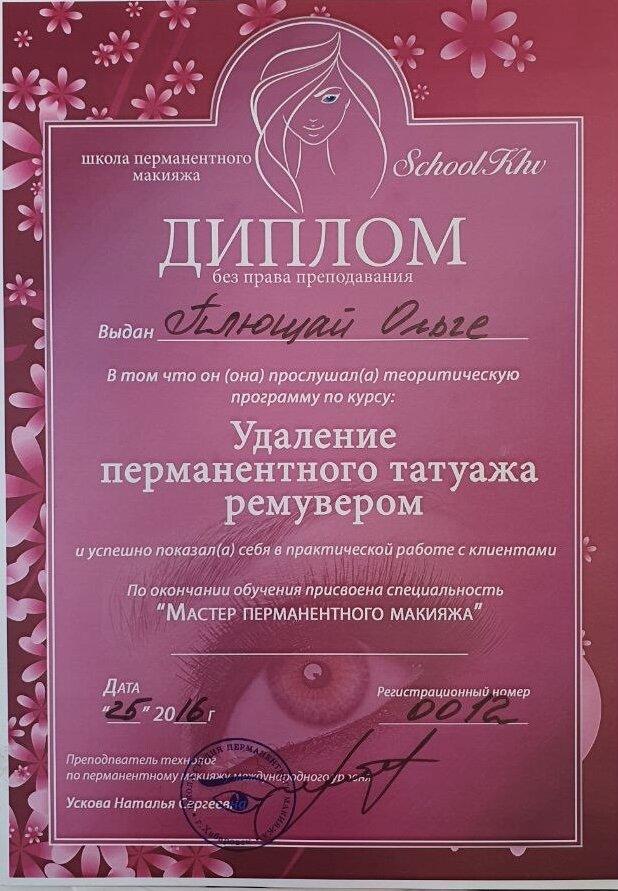 школа перманентного
макияжа
SchoolKhv
ДИПЛОМ
без права преподавания
Выдан Плющай Ольге
В том что он (она) прослушал(а) теоритическую
программу по курсу:
Удаление
перманентного татуажа
ремувером
и успешно показал(а) себя в практической работе с клиентами
По окончании обучения присвоена специальность
“Мастер перманентного макияжа”
Дата
“25” 2016 г
Регистрационный номер
0012
Преподпватель технолог
по перманентному макияжу международного уровня
Ускова Наталья Сергеевна